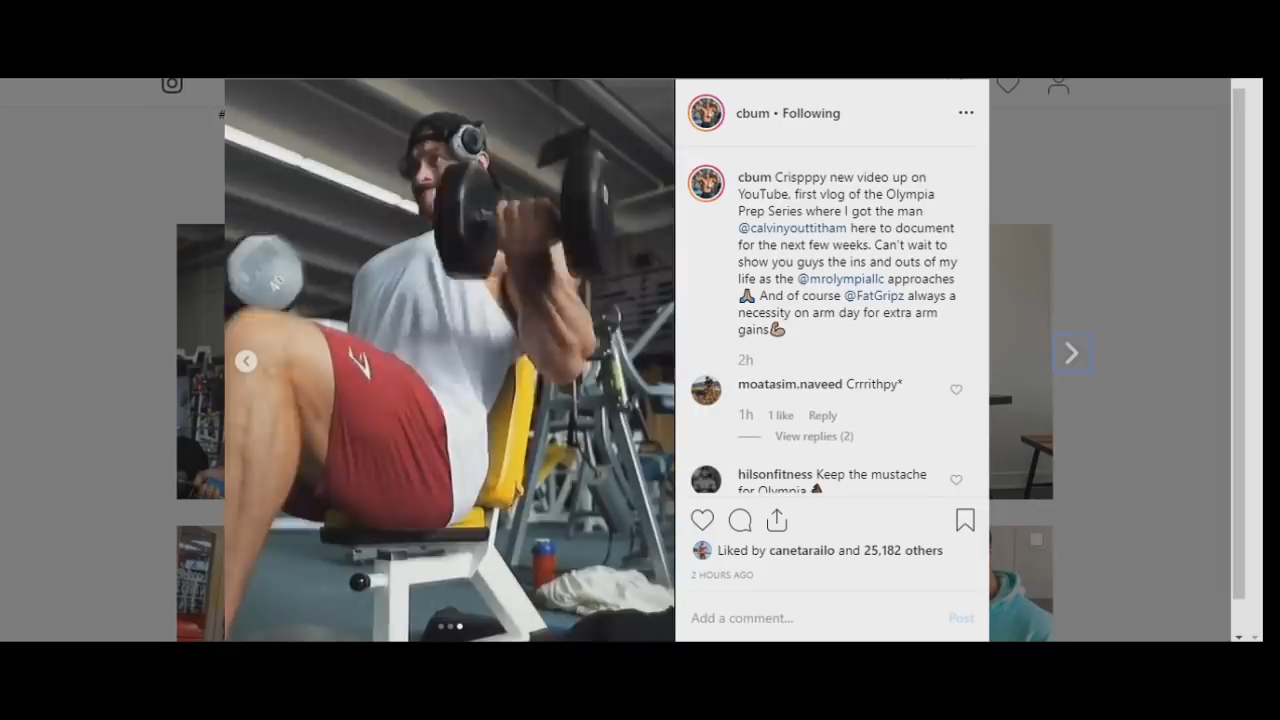 #
cbum • Following
cbum Crispppy new video up on
YouTube, first vlog of the Olympia
Prep Series where I got the man
@calvinyouttitham here to document
for the next few weeks. Can't wait to
show you guys the ins and outs of my
life as the @mrolympiallc approaches
🙏🏼 And of course @FatGripz always a
necessity on arm day for extra arm
gains💪🏼
2h
moatasim.naveed Crrrithpy*
1h 1 like Reply
View replies (2)
hilsonfitness Keep the mustache
for Olympia
Liked by canetarailo and 25,182 others
2 HOURS AGO
Add a comment... Post
40